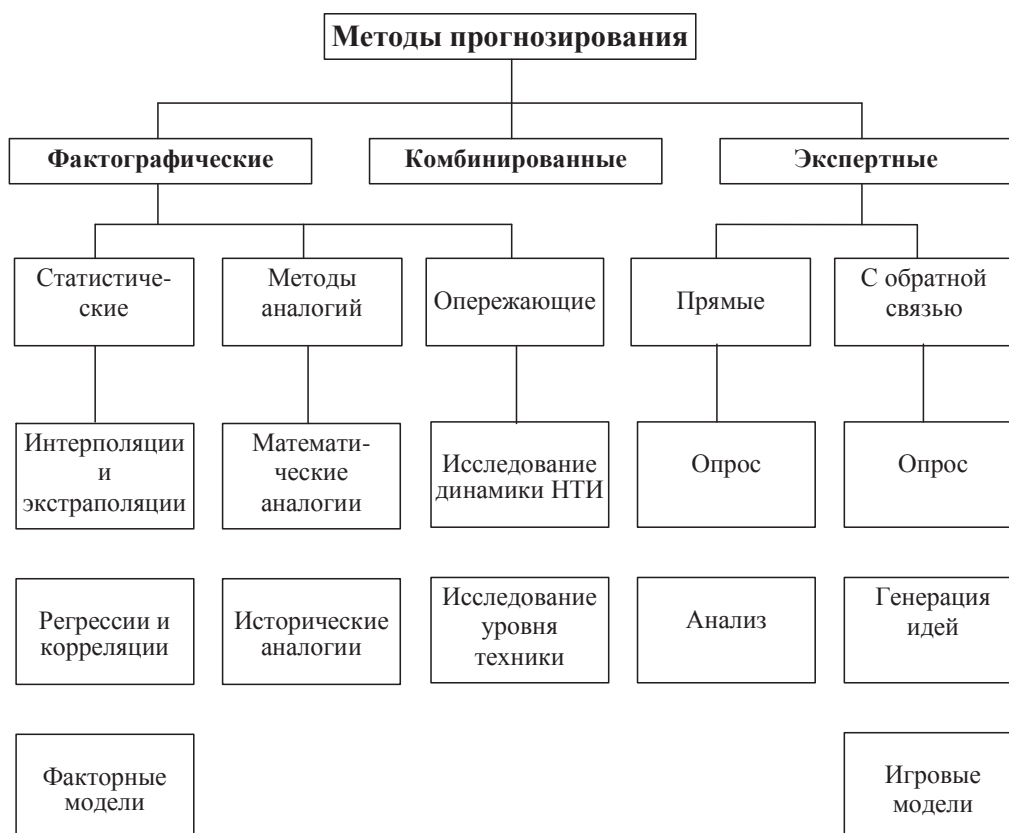 Методы прогнозирования
Фактографические
Комбинированные
Экспертные
Статистиче-
ские
Методы
аналогий
Опережающие
Прямые
С обратной
связью
Интерполяции
и
экстраполяции
Математи-
ческие
аналогии
Исследование
динамики НТИ
Опрос
Опрос
Регрессии и
корреляции
Исторические
аналогии
Исследование
уровня
техники
Анализ
Генерация
идей
Факторные
модели
Игровые
модели